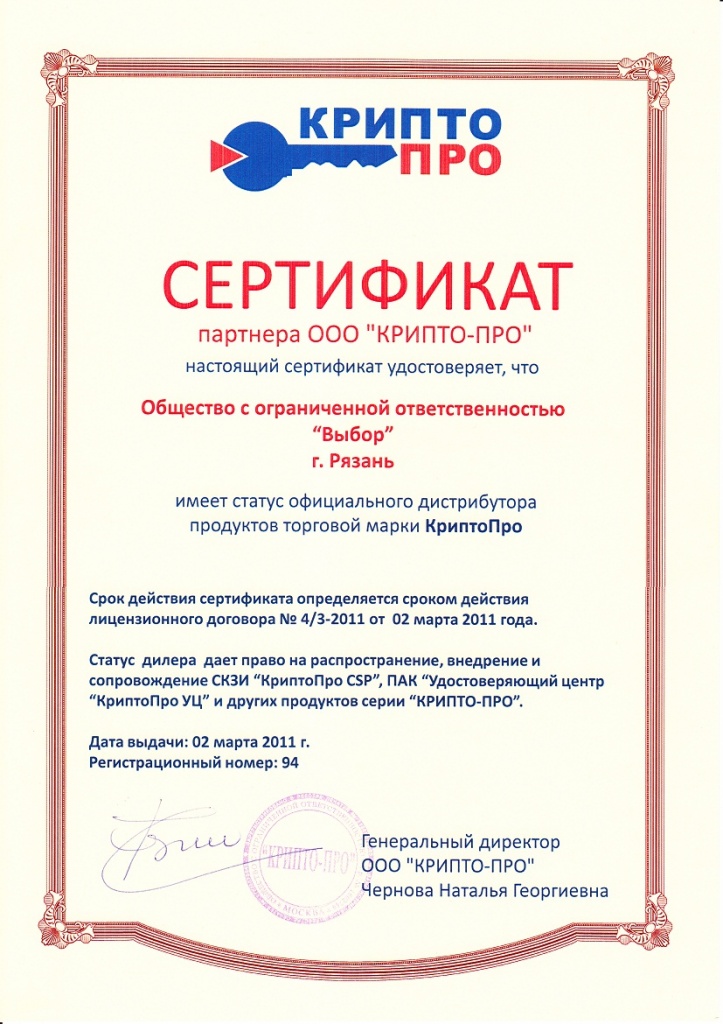 КРИПТО
ПРО
СЕРТИФИКАТ
партнера ООО "КРИПТО-ПРО"
настоящий сертификат удостоверяет, что
Общество с ограниченной ответственностью
“Выбор”
г. Рязань
имеет статус официального дистрибутора
продуктов торговой марки КриптоПро
Срок действия сертификата определяется сроком действия
лицензионного договора № 4/3-2011 от 02 марта 2011 года.
Статус дилера дает право на распространение, внедрение и
сопровождение СКЗИ “КриптоПро CSP”, ПАК “Удостоверяющий центр
“КриптоПро УЦ” и других продуктов серии “КРИПТО-ПРО”.
Дата выдачи: 02 марта 2011 г.
Регистрационный номер: 94
"КРИПТО-ПРО"
МОСКВА
Генеральный директор
ООО "КРИПТО-ПРО"
Чернова Наталья Георгиевна